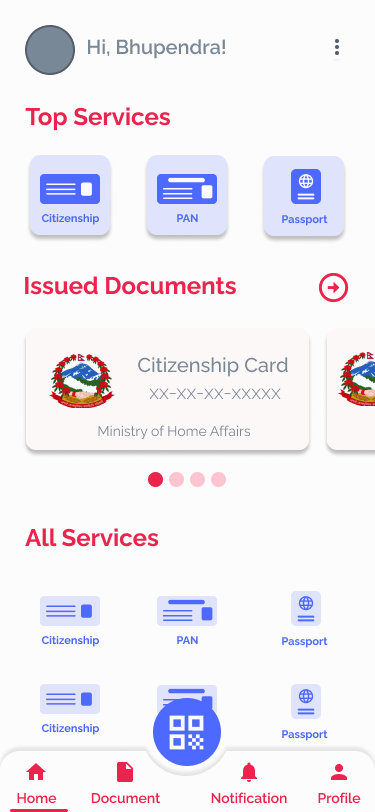 Hi, Bhupendra!
Top Services
Citizenship PAN Passport
Issued Documents
Citizenship Card
XX-XX-XX-XXXXX
Ministry of Home Affairs
All Services
Citizenship PAN Passport
Citizenship Passport
Home Document Notification Profile